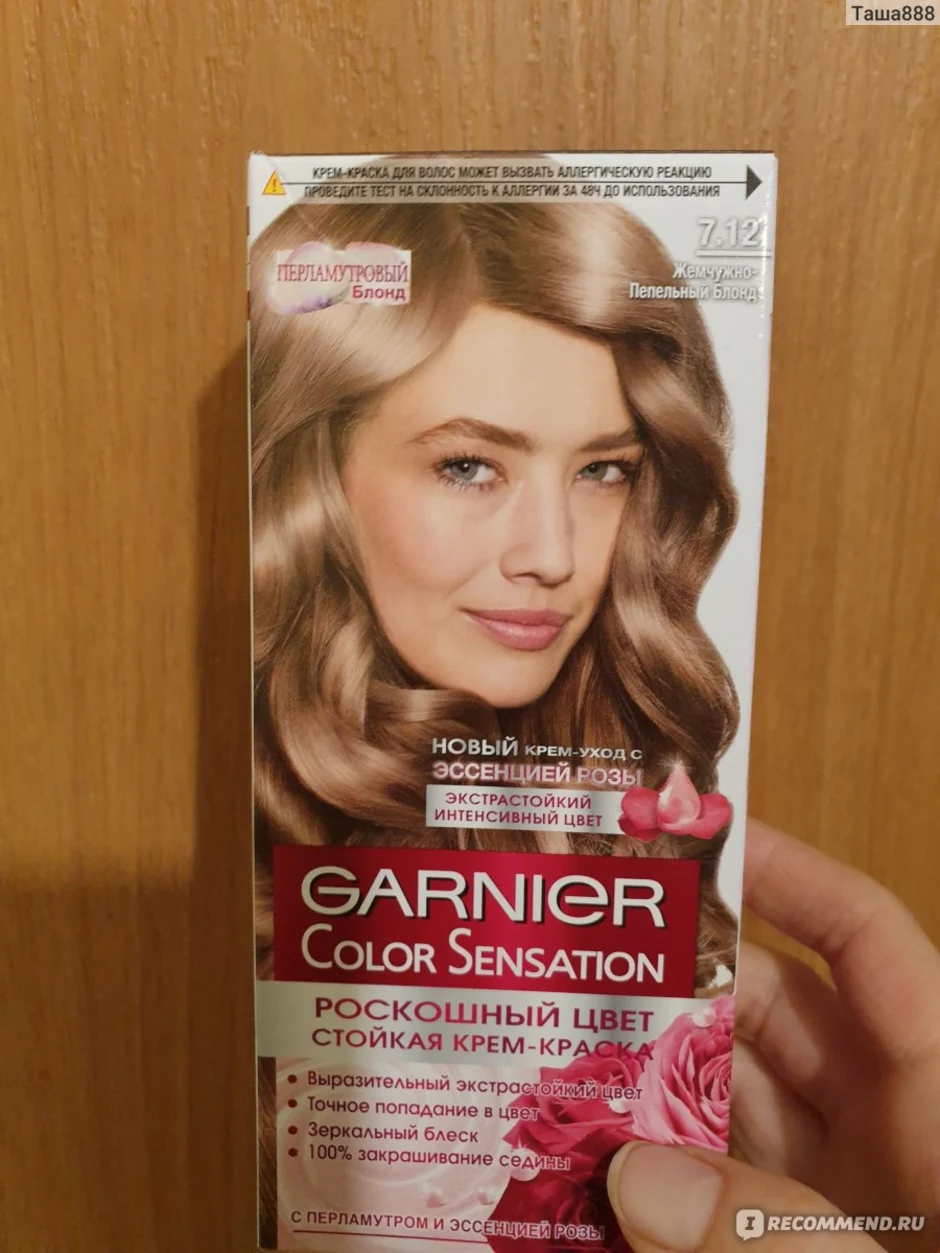 Таша888
КРЕМ-КРАСКА ДЛЯ ВОЛОС МОЖЕТ ВЫЗВАТЬ АЛЛЕРГИЧЕСКУЮ РЕАКЦИЮ
ПРОВЕДИТЕ ТЕСТ НА СКЛОННОСТЬ К АЛЛЕРГИИ ЗА 48Ч ДО ИСПОЛЬЗОВАНИЯ
7.12
Жемчужно-
Пепельный Блонд
ПЕРЛАМУТРОВЫЙ
Блонд
НОВЫЙ КРЕМ-УХОД С
ЭССЕНЦИЕЙ РОЗЫ
ЭКСТРАСТОЙКИЙ
ИНТЕНСИВНЫЙ ЦВЕТ
GARNIER
COLOR SENSATION
РОСКОШНЫЙ ЦВЕТ
СТОЙКАЯ КРЕМ-КРАСКА
• Выразительный экстрастойкий цвет
• Точное попадание в цвет
• Зеркальный блеск
• 100% закрашивание седины
С ПЕРЛАМУТРОМ И ЭССЕНЦИЕЙ РОЗЫ
IRECOMMEND.RU